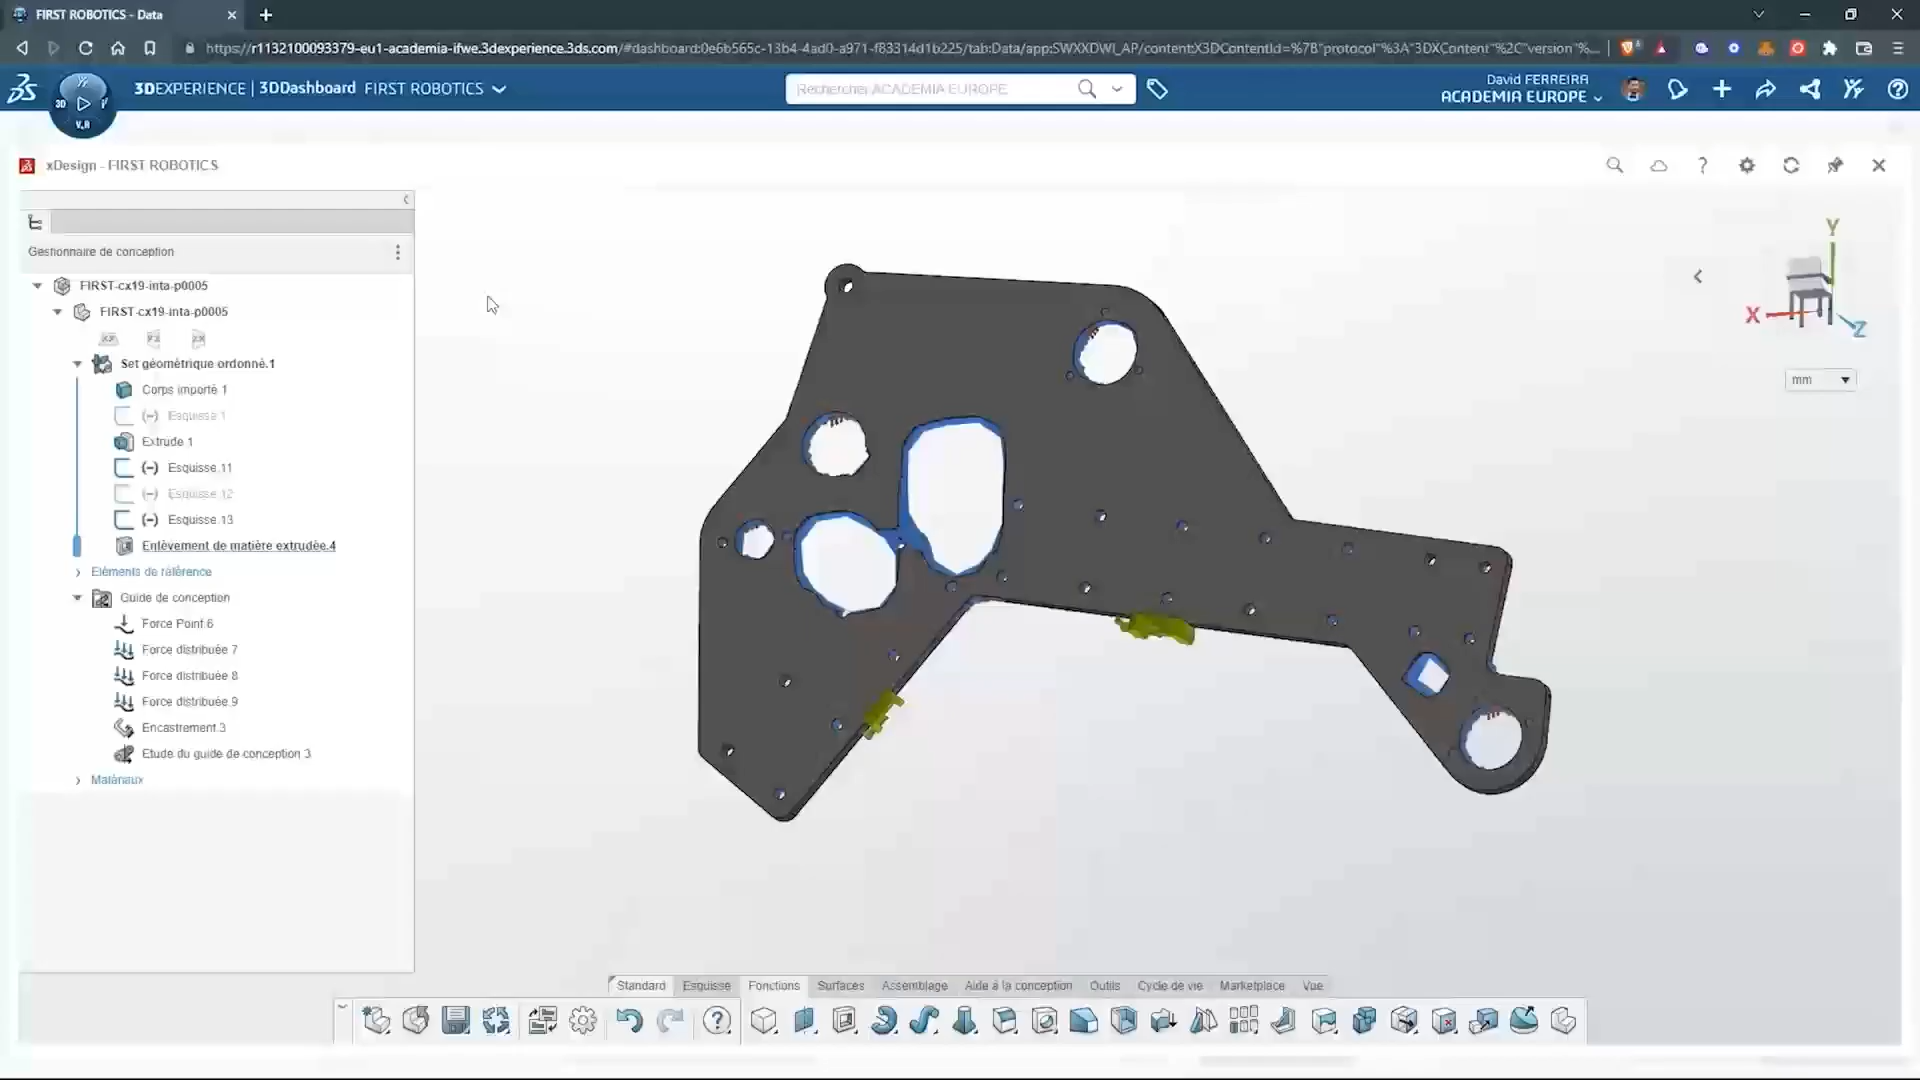 FIRST ROBOTICS - Data
https://r1132100093379-eu1-academia-ifwe.3dexperience.3ds.com/#dashboard:0e6b565c-13b4-4ad0-a971-f83314d1b225/tab:Data/app:SWXXDWI_AP/content:X3DContentId=%7B"protocol"%3A"3DXContent"%2C"version"%...
3D
V,R
3DEXPERIENCE | 3DDashboard FIRST ROBOTICS
Rechercher ACADEMIA EUROPE
David FERREIRA
ACADEMIA EUROPE
xDesign - FIRST ROBOTICS
Gestionnaire de conception
FIRST-cx19-inta-p0005
FIRST-cx19-inta-p0005
Set géométrique ordonné.1
Corps importé 1
(-) Esquisse 1
Extrude 1
(-) Esquisse.11
(-) Esquisse.12
(-) Esquisse.13
Enlèvement de matière extrudée.4
Eléments de référence
Guide de conception
Force Point.6
Force distribuée 7
Force distribuée 8
Force distribuée.9
Encastrement.3
Etude du guide de conception 3
Matériaux
Y
X
Z
mm
Standard Esquisse Fonctions Surfaces Assemblage Aide à la conception Outils Cycle de vie Marketplace Vue